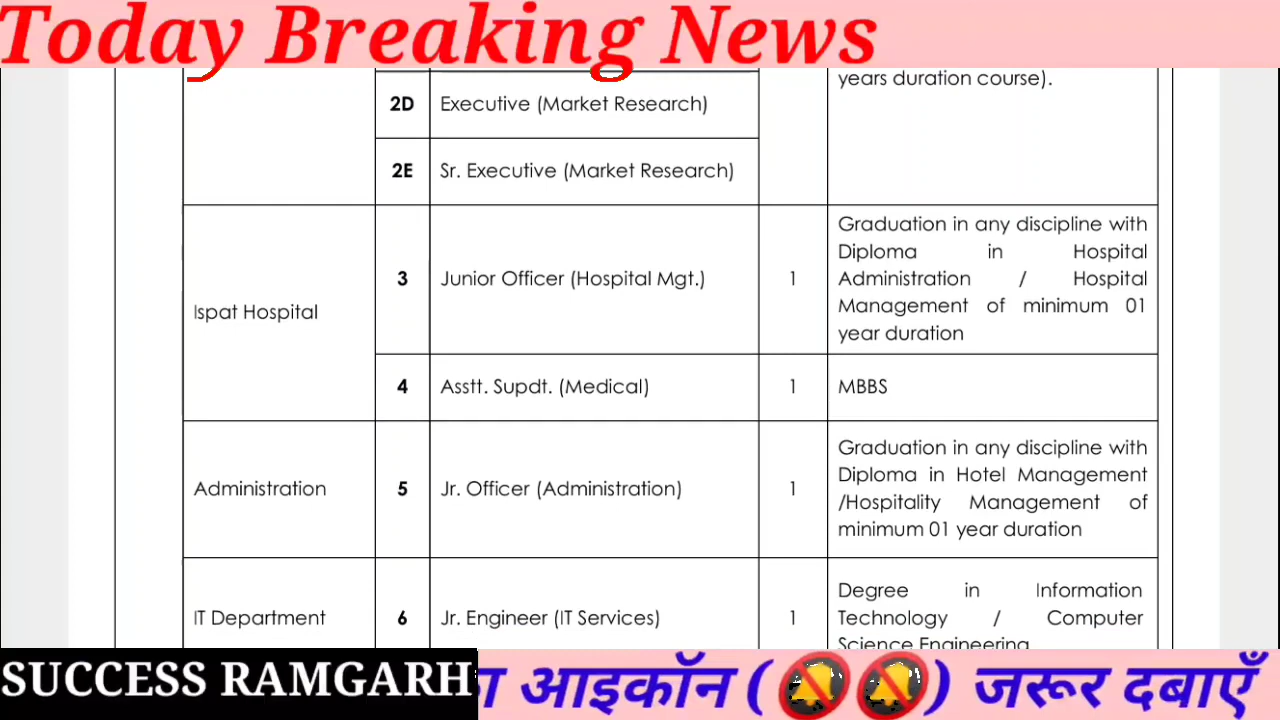 Today Breaking News
years duration course).
2D Executive (Market Research)
2E Sr. Executive (Market Research)
Graduation in any discipline with
Diploma in Hospital
3 Junior Officer (Hospital Mgt.) 1 Administration / Hospital
Management of minimum 01
year duration
Ispat Hospital
4 Asstt. Supdt. (Medical) 1 MBBS
Graduation in any discipline with
Diploma in Hotel Management
Administration 5 Jr. Officer (Administration) 1
/Hospitality Management of
minimum 01 year duration
Degree in Information
IT Department 6 Jr. Engineer (IT Services) 1 Technology / Computer
Science Engineering
SUCCESS RAMGARH आइकॉन ( ) जरूर दबाएँ